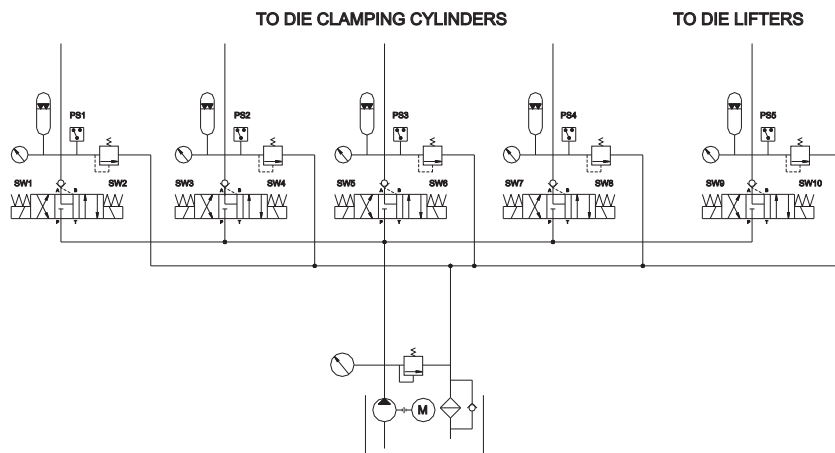 TO DIE CLAMPING CYLINDERS TO DIE LIFTERS
PS1 PS2 PS3 PS4 PS5
SW1 SW2 SW3 SW4 SW5 SW6 SW7 SW8 SW9 SW10
A B A B A B A B A B
P T P T P T P T P T
M